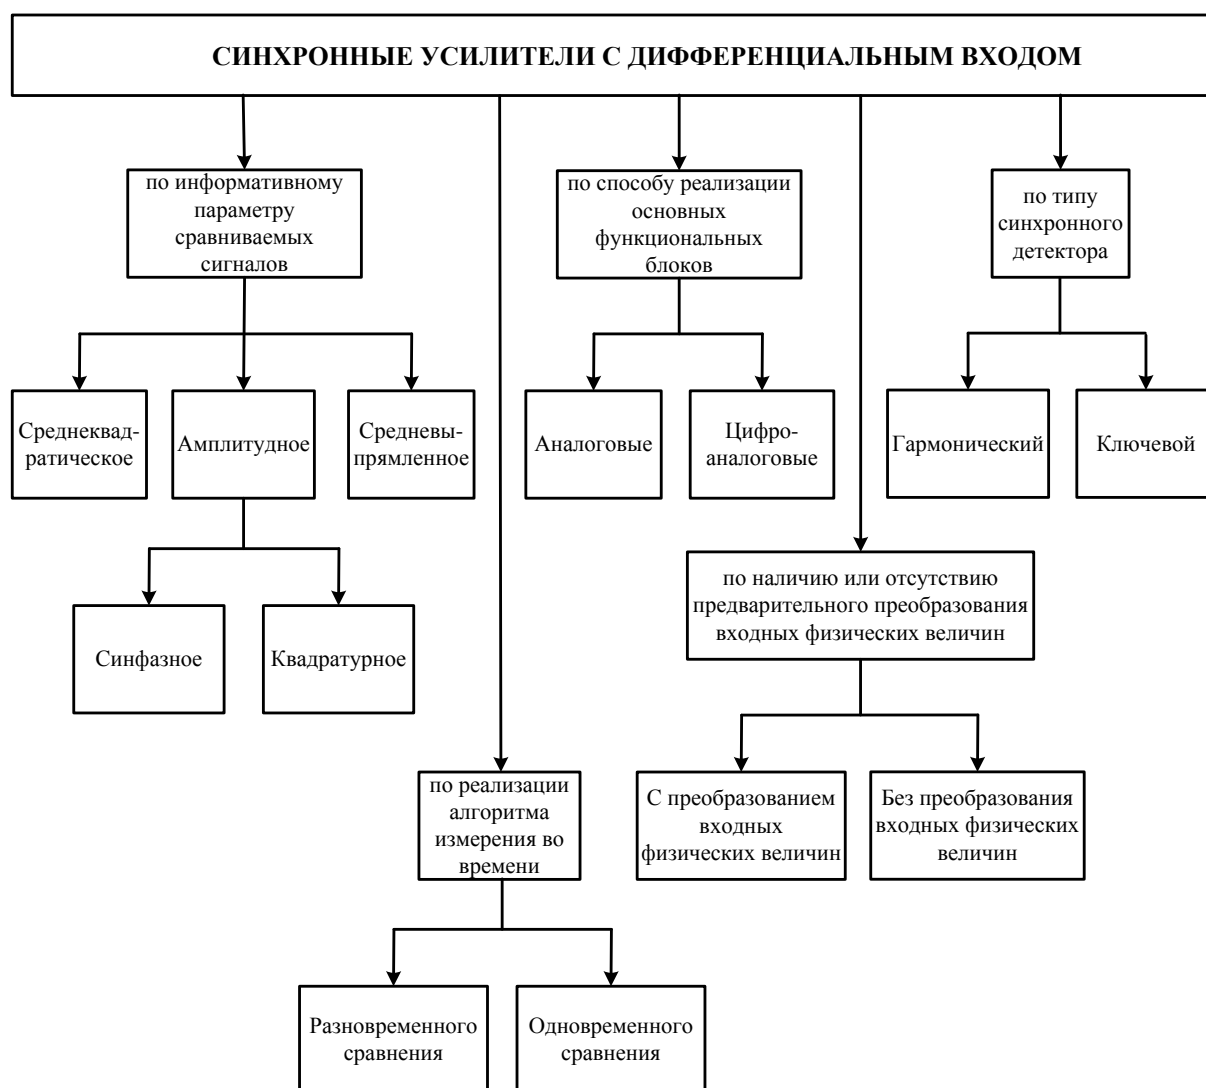 СИНХРОННЫЕ УСИЛИТЕЛИ С ДИФФЕРЕНЦИАЛЬНЫМ ВХОДОМ
по информативному
параметру
сравниваемых
сигналов
по способу реализации
основных
функциональных
блоков
по типу
синхронного
детектора
Среднеквад-
ратическое
Амплитудное
Средневы-
прямленное
Аналоговые
Цифро-
аналоговые
Гармонический
Ключевой
Синфазное
Квадратурное
по наличию или отсутствию
предварительного преобразования
входных физических величин
по реализации
алгоритма
измерения во
времени
С преобразованием
входных
физических величин
Без преобразования
входных физических
величин
Разновременного
сравнения
Одновременного
сравнения